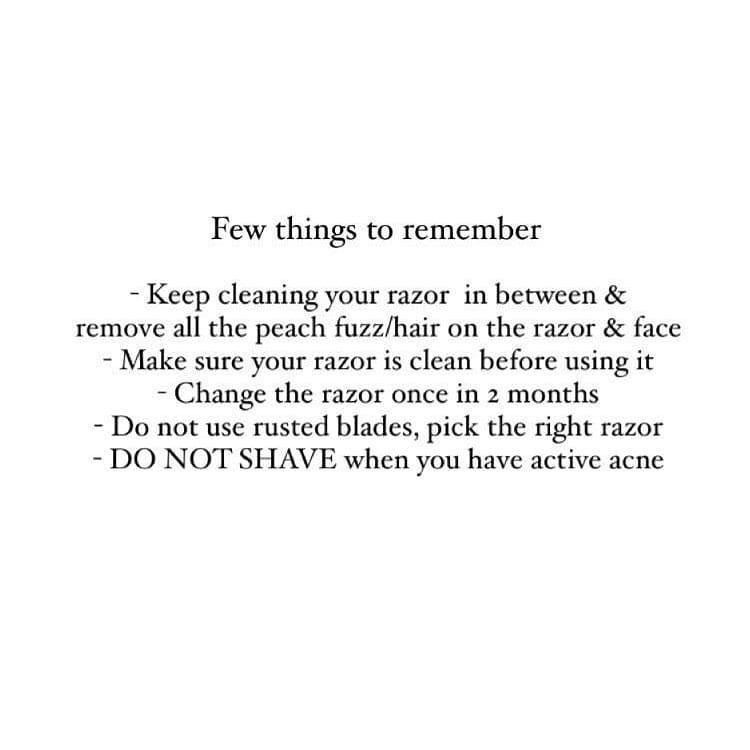 Few things to remember
- Keep cleaning your razor  in between &
remove all the peach fuzz/hair on the razor & face
- Make sure your razor is clean before using it
- Change the razor once in 2 months
- Do not use rusted blades, pick the right razor
- DO NOT SHAVE when you have active acne